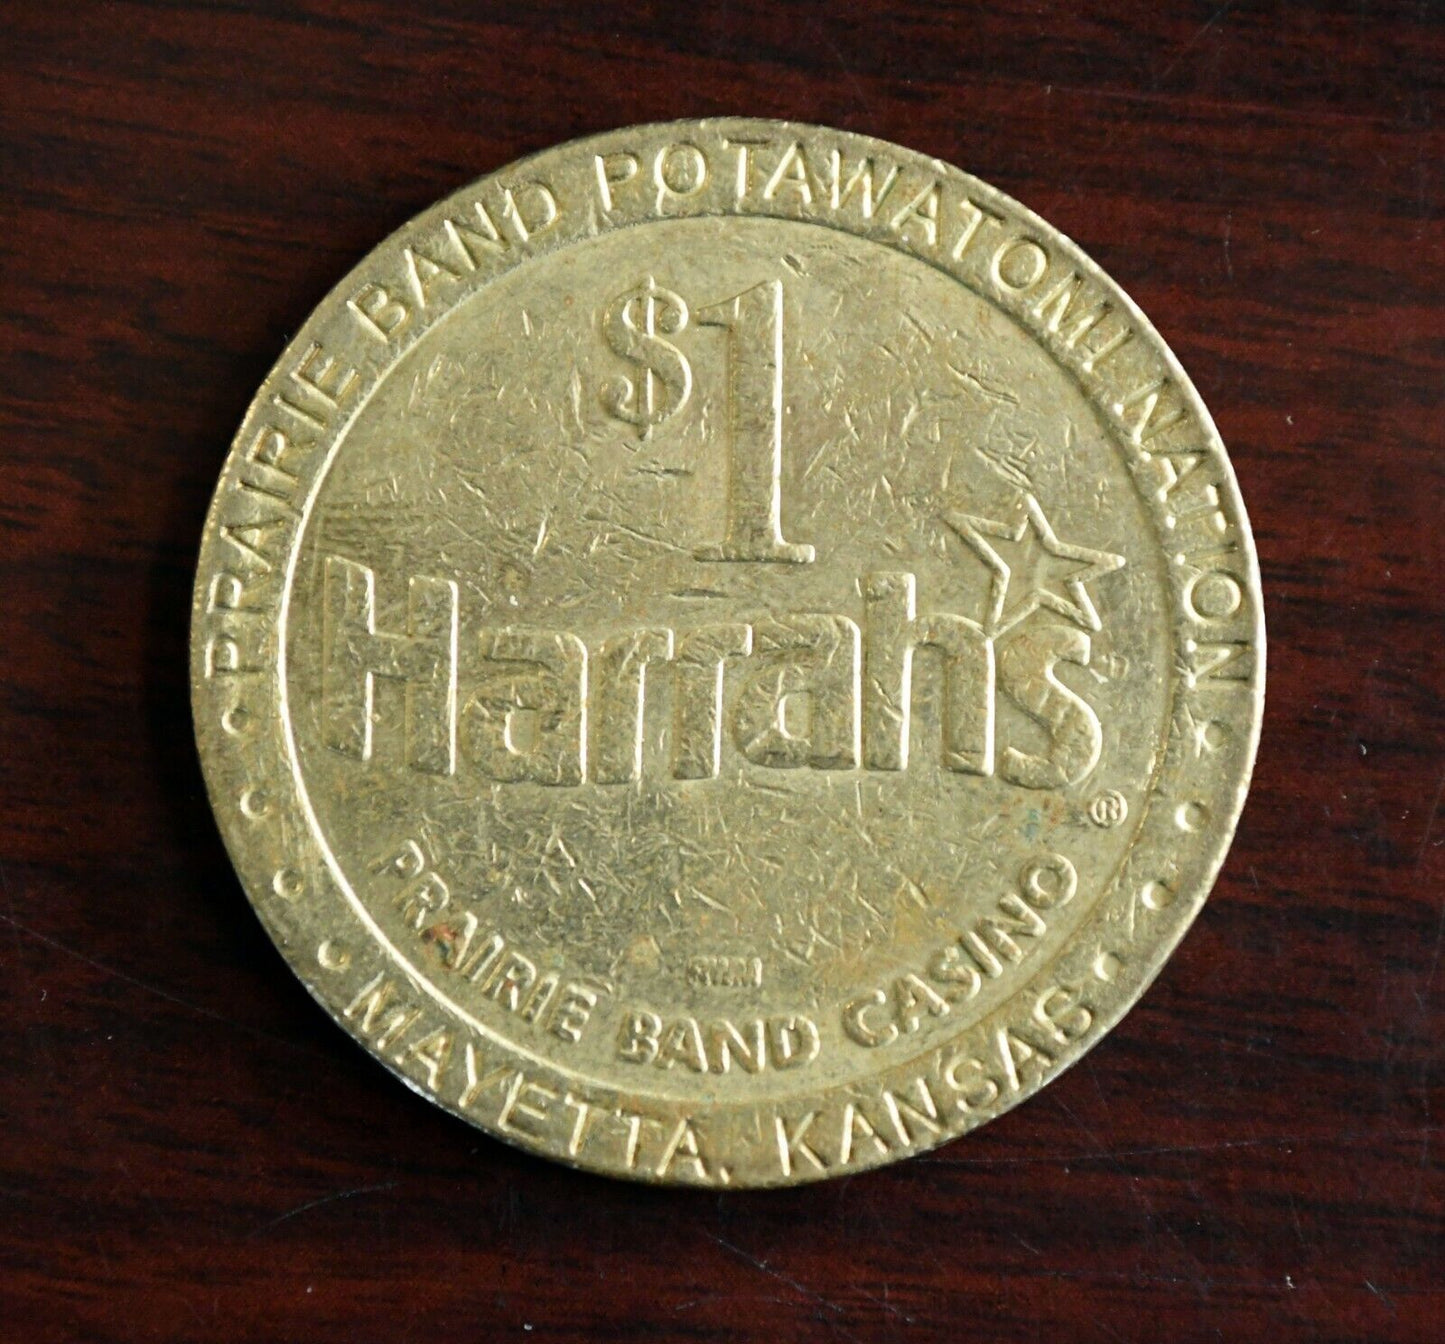 PRAIRIE BAND POTAWATOMI NATION
$1
Harrah's
®
PRAIRIE BAND CASINO
MAYETTA, KANSAS